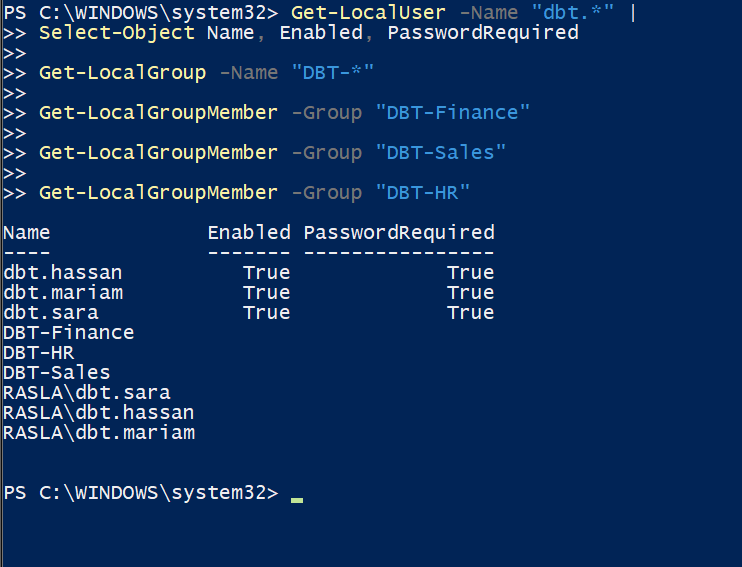 PS C:\WINDOWS\system32> Get-LocalUser -Name "dbt.*" |
>> Select-Object Name, Enabled, PasswordRequired
>>
>> Get-LocalGroup -Name "DBT-*"
>>
>> Get-LocalGroupMember -Group "DBT-Finance"
>>
>> Get-LocalGroupMember -Group "DBT-Sales"
>>
>> Get-LocalGroupMember -Group "DBT-HR"
Name Enabled PasswordRequired
---- ------- ----------------
dbt.hassan True True
dbt.mariam True True
dbt.sara True True
DBT-Finance
DBT-HR
DBT-Sales
RASLA\dbt.sara
RASLA\dbt.hassan
RASLA\dbt.mariam
PS C:\WINDOWS\system32>